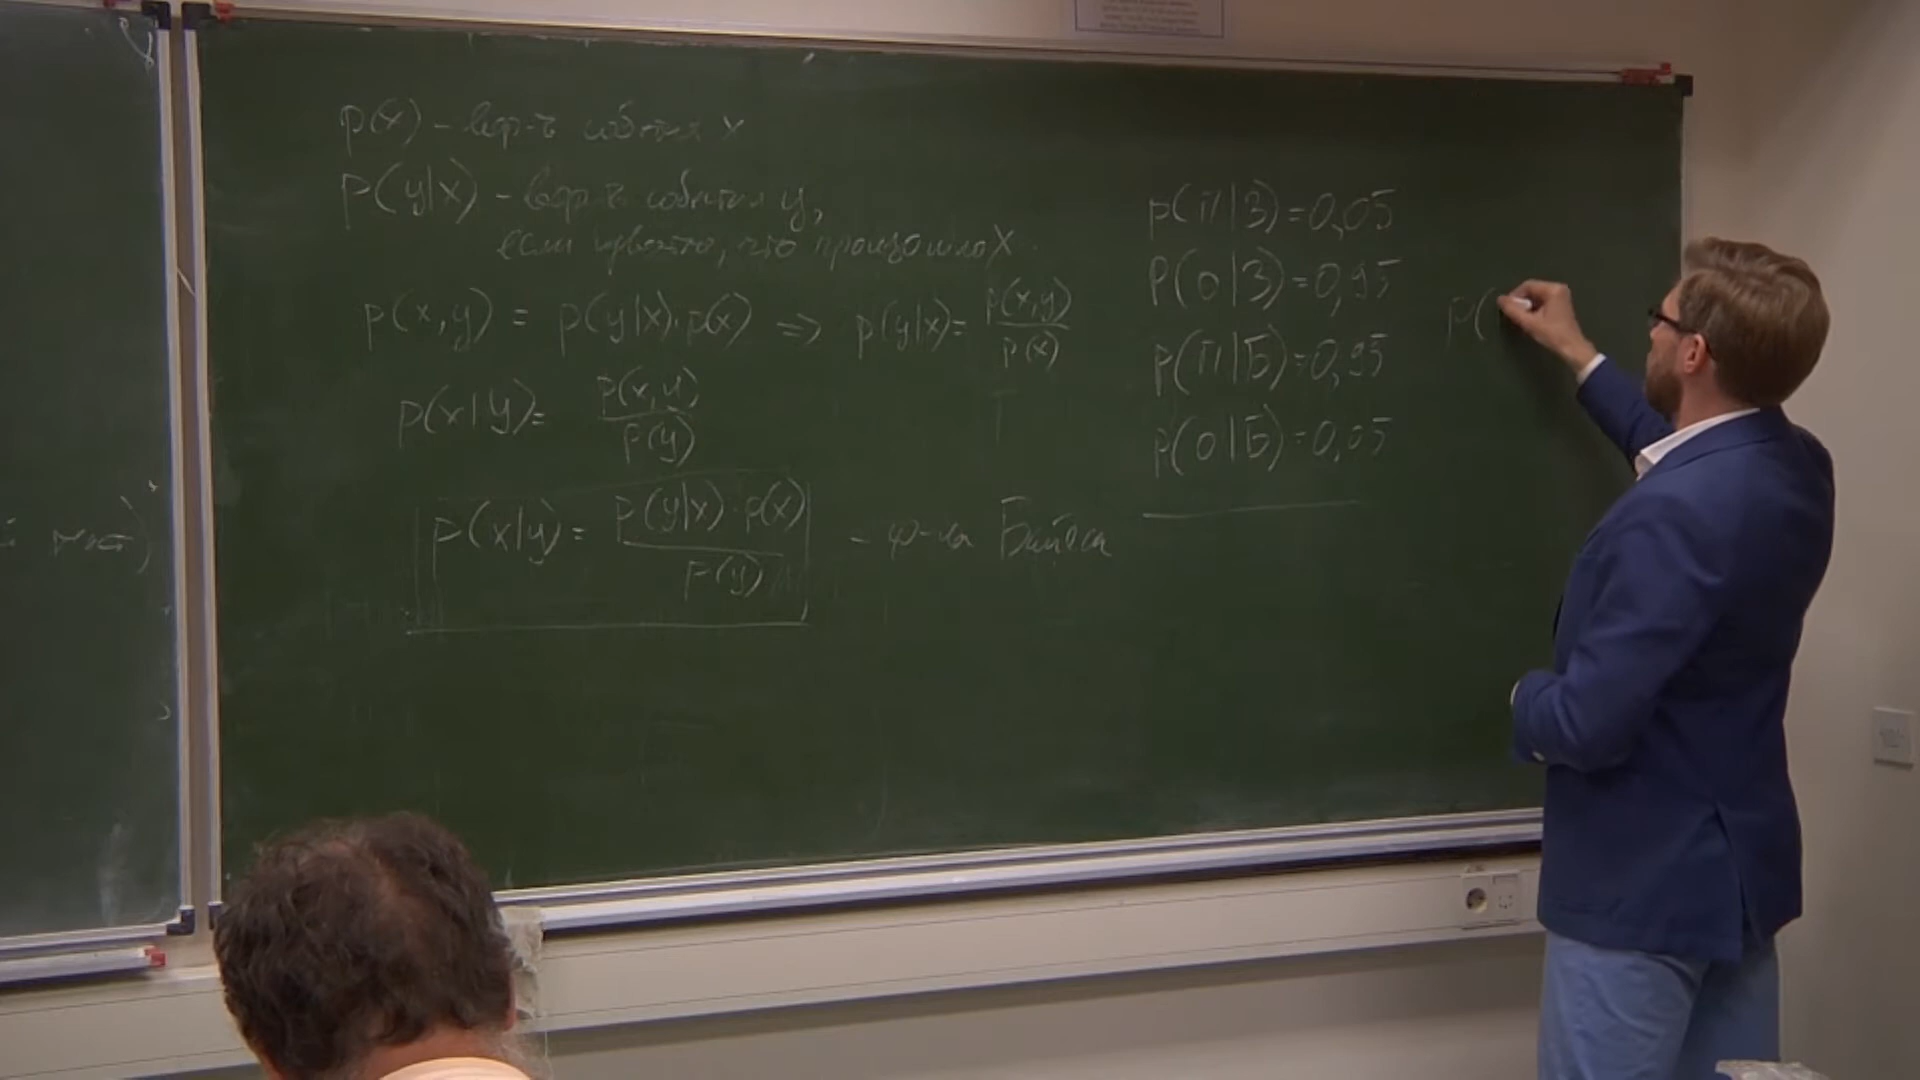 p(x) - вер-ть события x
p(y|x) - вер-ть события y,
если известно, что произошло X.
p(x,y) = p(y|x)·p(x) => p(y|x) = p(x,y) / p(x)
p(x|y) = p(x,y) / p(y)
p(x|y) = p(y|x)·p(x) / p(y) - ф-ла Байеса
p(П|З)=0,05
p(О|З)=0,95
p(П|Б)=0,95
p(О|Б)=0,05
p(